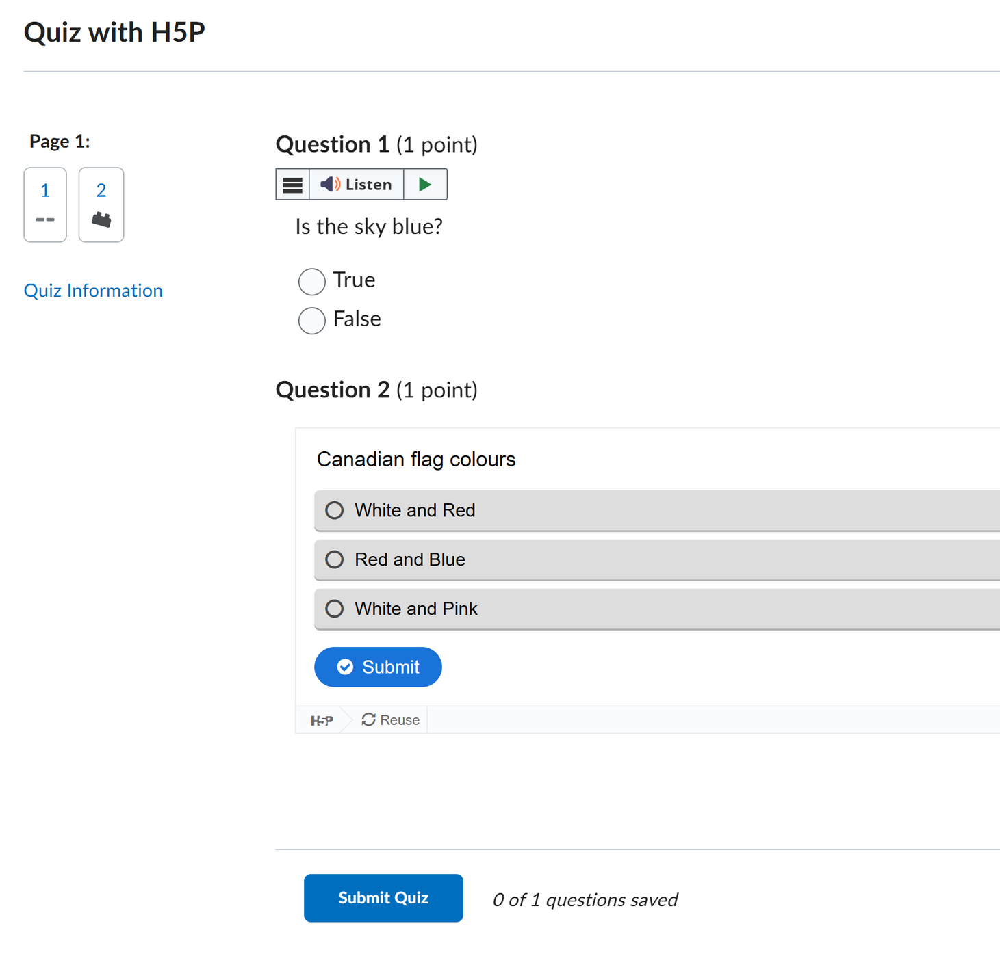 Quiz with H5P
Page 1:
1
2
--
Quiz Information
Question 1 (1 point)
Listen
Is the sky blue?
True
False
Question 2 (1 point)
Canadian flag colours
White and Red
Red and Blue
White and Pink
Submit
H5P
Reuse
Submit Quiz
0 of 1 questions saved